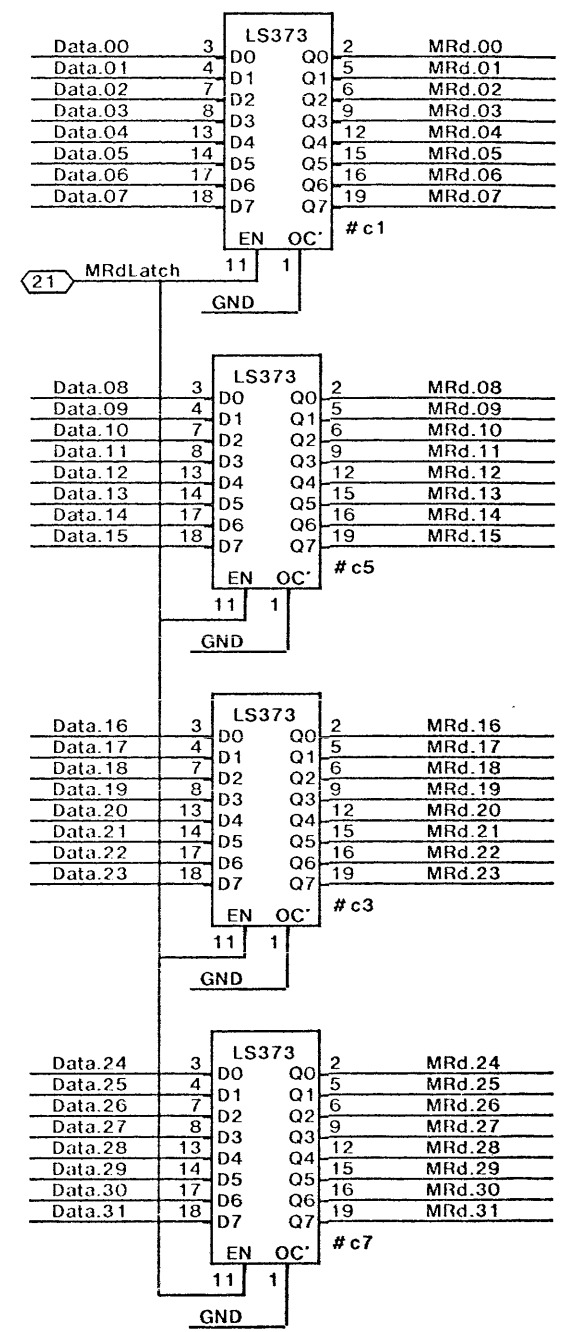 LS373
Data.00 3 D0 Q0 2 MRd.00
Data.01 4 D1 Q1 5 MRd.01
Data.02 7 D2 Q2 6 MRd.02
Data.03 8 D3 Q3 9 MRd.03
Data.04 13 D4 Q4 12 MRd.04
Data.05 14 D5 Q5 15 MRd.05
Data.06 17 D6 Q6 16 MRd.06
Data.07 18 D7 Q7 19 MRd.07
EN OC' #c1
11 1
21 MRdLatch
GND
LS373
Data.08 3 D0 Q0 2 MRd.08
Data.09 4 D1 Q1 5 MRd.09
Data.10 7 D2 Q2 6 MRd.10
Data.11 8 D3 Q3 9 MRd.11
Data.12 13 D4 Q4 12 MRd.12
Data.13 14 D5 Q5 15 MRd.13
Data.14 17 D6 Q6 16 MRd.14
Data.15 18 D7 Q7 19 MRd.15
EN OC' #c5
11 1
GND
LS373
Data.16 3 D0 Q0 2 MRd.16
Data.17 4 D1 Q1 5 MRd.17
Data.18 7 D2 Q2 6 MRd.18
Data.19 8 D3 Q3 9 MRd.19
Data.20 13 D4 Q4 12 MRd.20
Data.21 14 D5 Q5 15 MRd.21
Data.22 17 D6 Q6 16 MRd.22
Data.23 18 D7 Q7 19 MRd.23
EN OC' #c3
11 1
GND
LS373
Data.24 3 D0 Q0 2 MRd.24
Data.25 4 D1 Q1 5 MRd.25
Data.26 7 D2 Q2 6 MRd.26
Data.27 8 D3 Q3 9 MRd.27
Data.28 13 D4 Q4 12 MRd.28
Data.29 14 D5 Q5 15 MRd.29
Data.30 17 D6 Q6 16 MRd.30
Data.31 18 D7 Q7 19 MRd.31
EN OC' #c7
11 1
GND